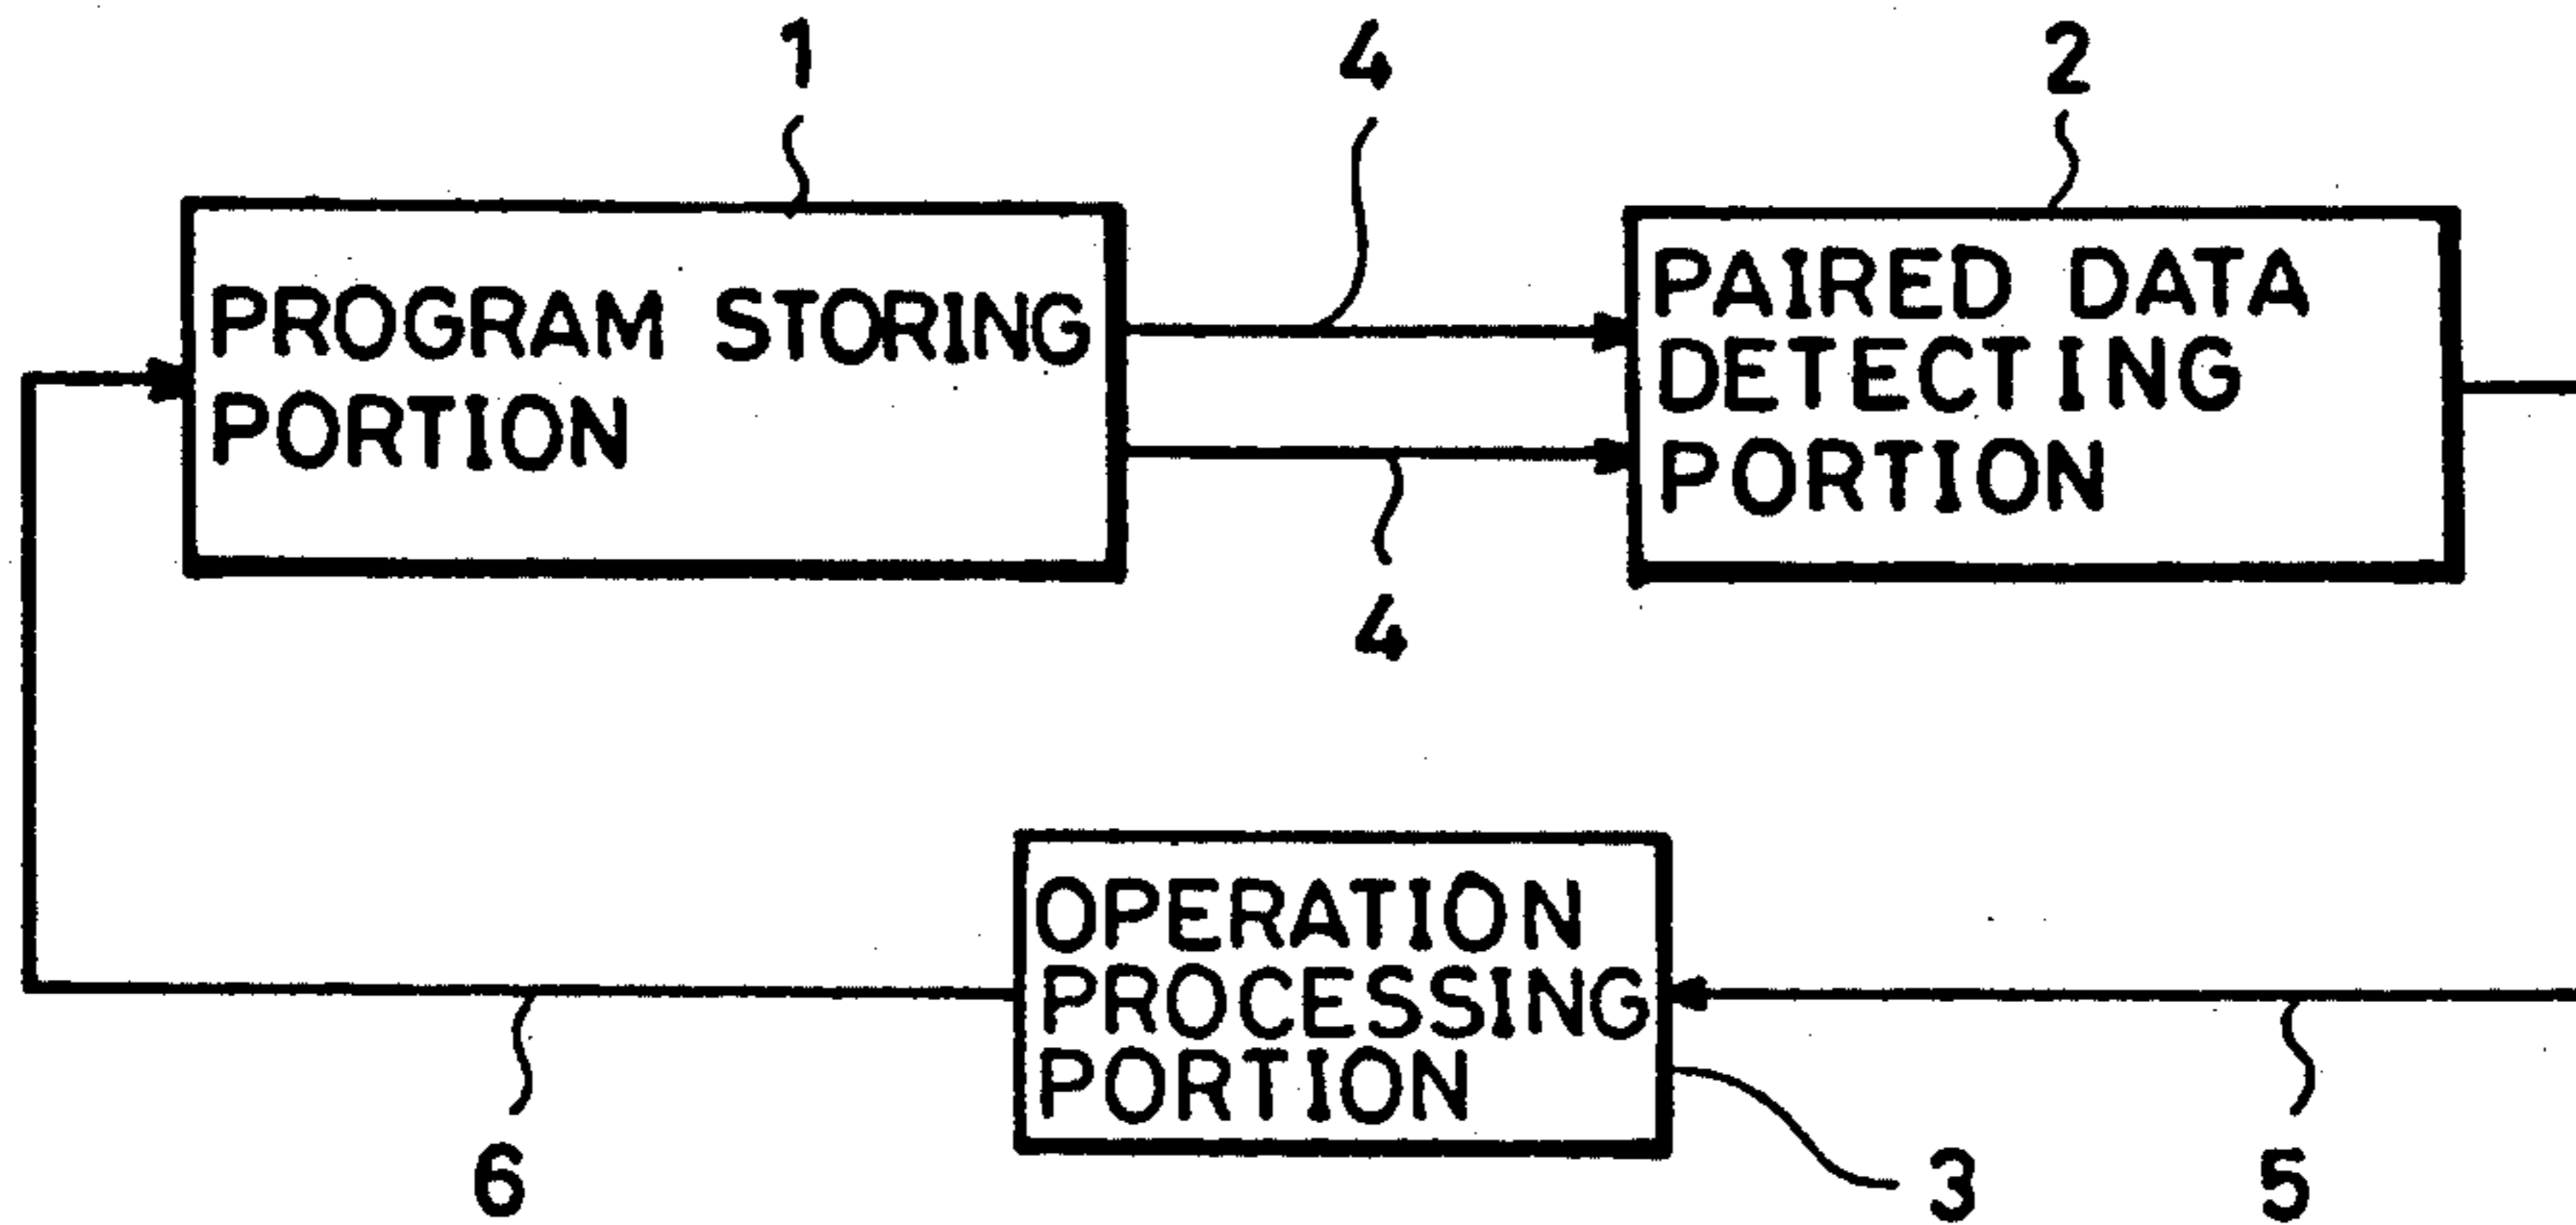 1
4
2
PROGRAM STORING
PORTION
PAIRED DATA
DETECTING
PORTION
4
OPERATION
PROCESSING
PORTION
6
3
5